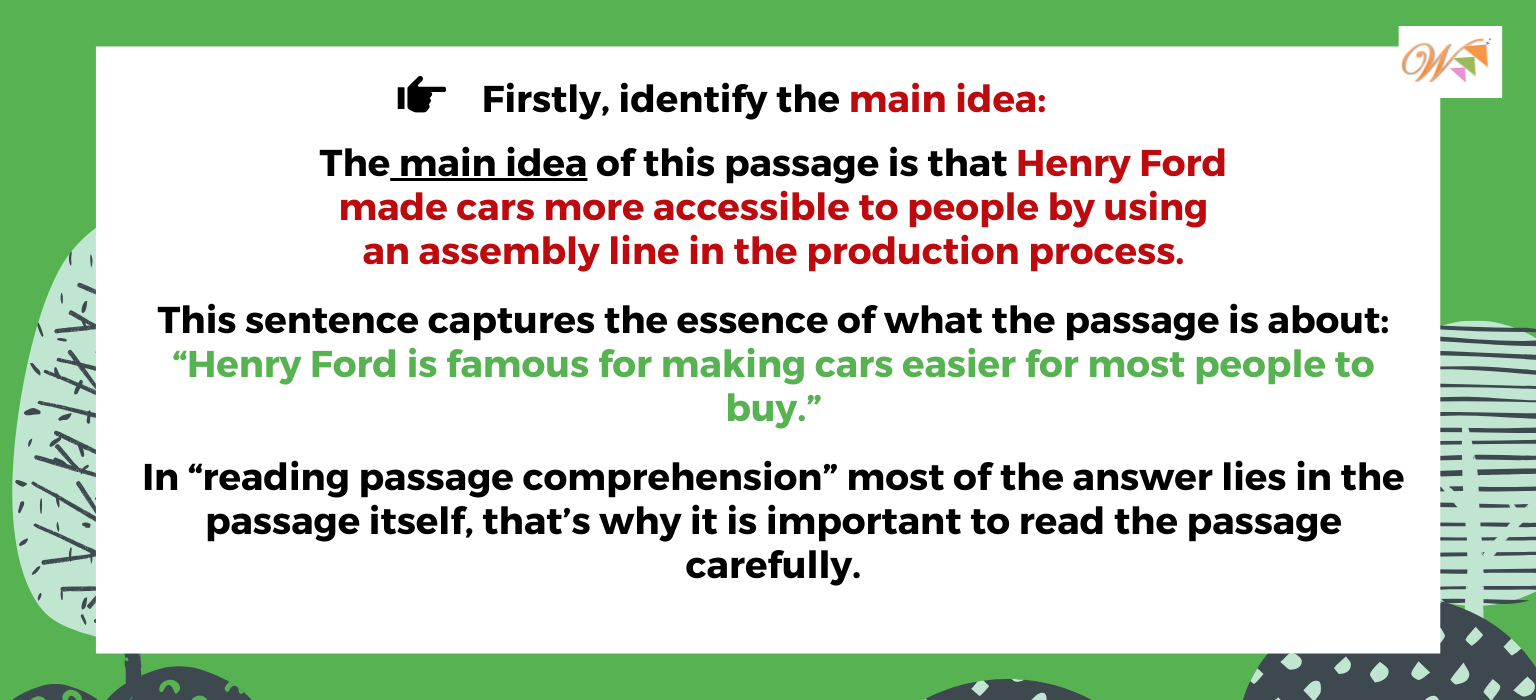 Firstly, identify the main idea:
The main idea of this passage is that Henry Ford
made cars more accessible to people by using
an assembly line in the production process.
This sentence captures the essence of what the passage is about:
“Henry Ford is famous for making cars easier for most people to
buy.”
In “reading passage comprehension” most of the answer lies in the
passage itself, that’s why it is important to read the passage
carefully.
W